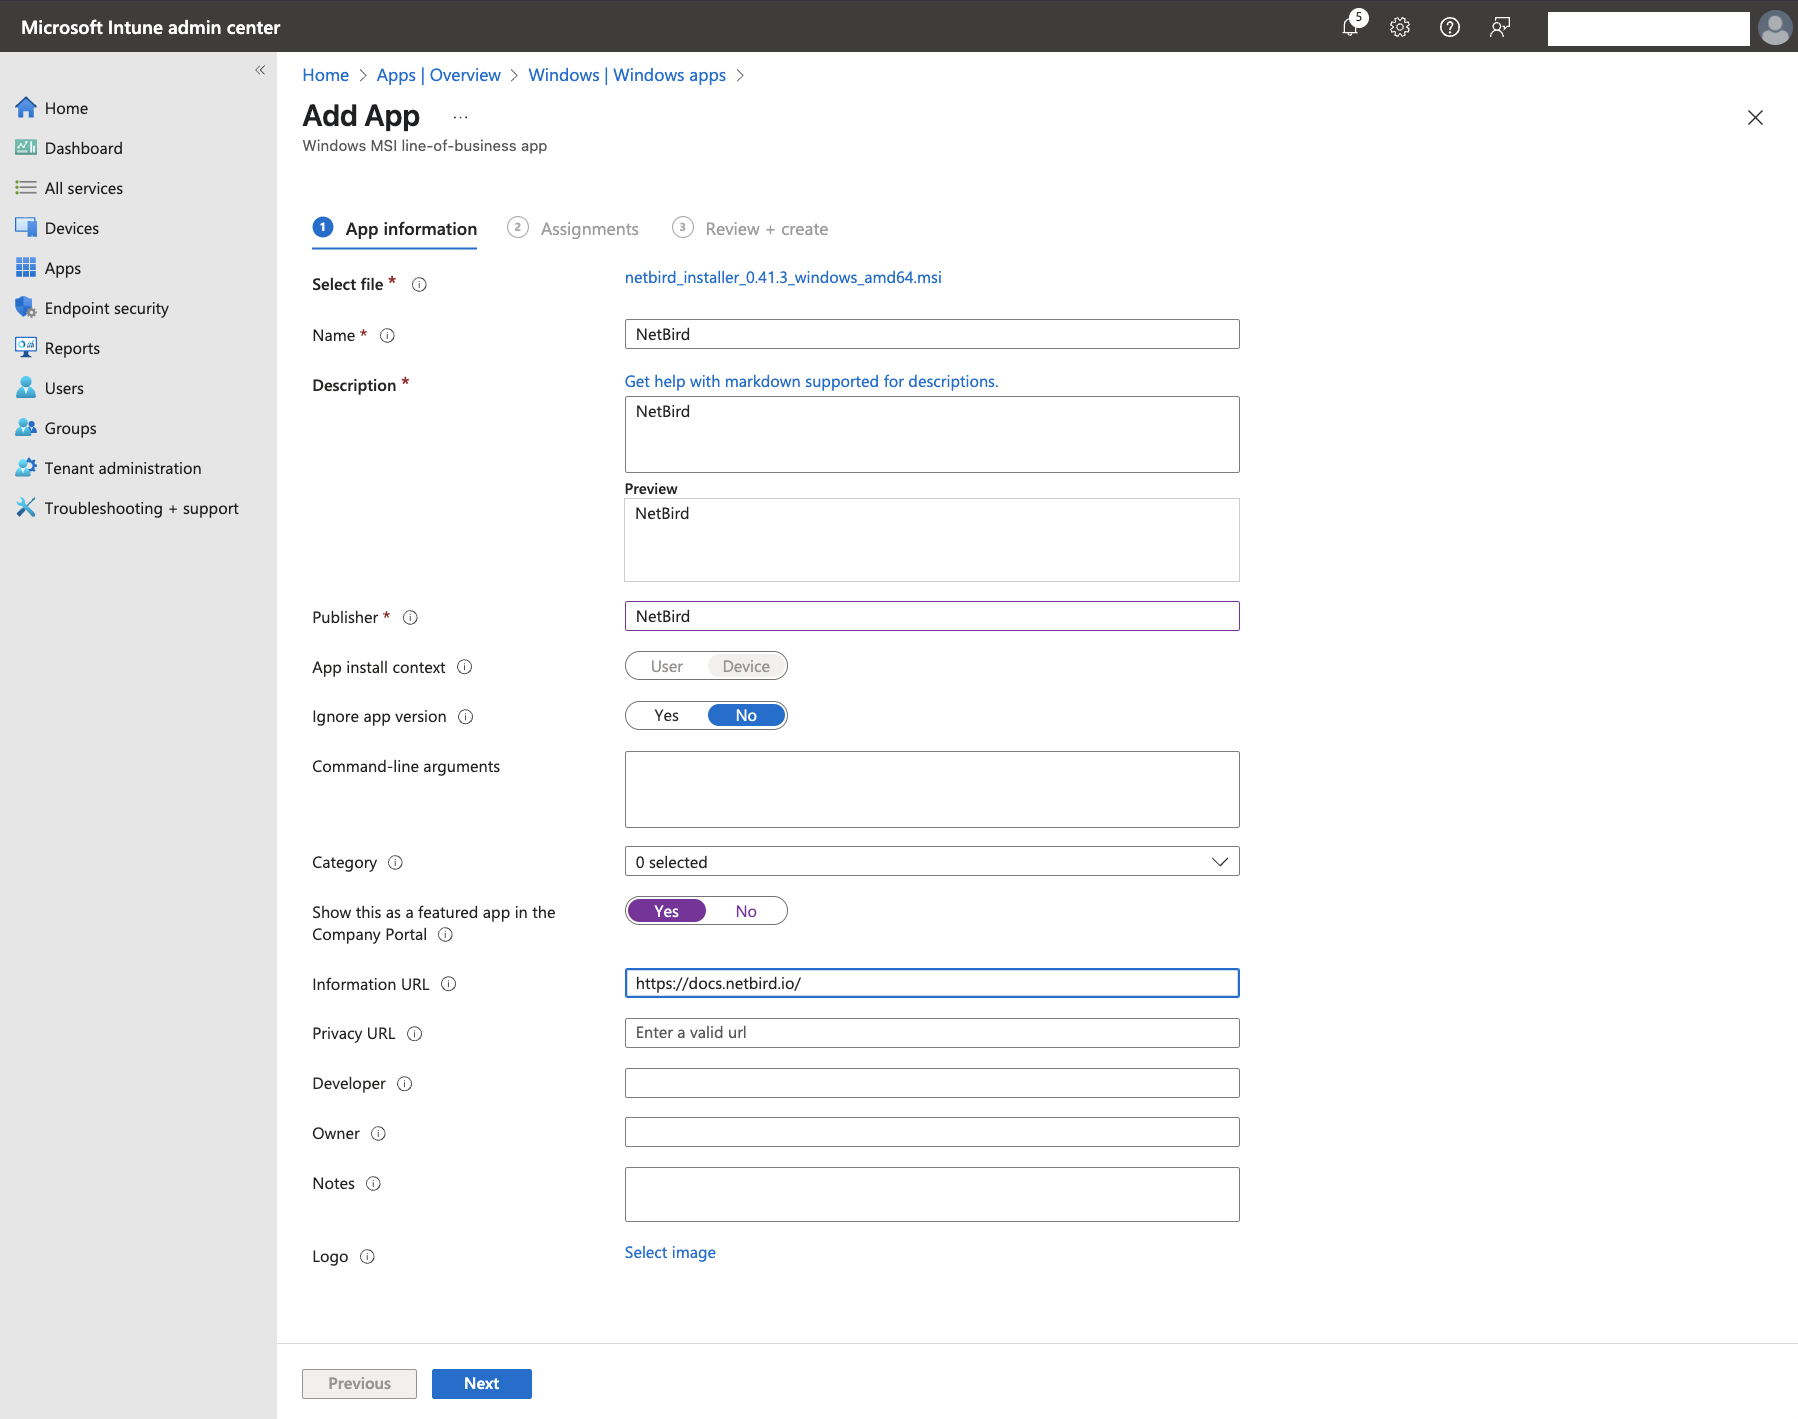 Microsoft Intune admin center
5
Home
Dashboard
All services
Devices
Apps
Endpoint security
Reports
Users
Groups
Tenant administration
Troubleshooting + support
Home > Apps | Overview > Windows | Windows apps >
Add App ...
Windows MSI line-of-business app
1 App information 2 Assignments 3 Review + create
Select file * netbird_installer_0.41.3_windows_amd64.msi
Name * NetBird
Description * Get help with markdown supported for descriptions.
NetBird
Preview
NetBird
Publisher * NetBird
App install context User Device
Ignore app version Yes No
Command-line arguments
Category 0 selected
Show this as a featured app in the Yes No
Company Portal
Information URL https://docs.netbird.io/
Privacy URL Enter a valid url
Developer
Owner
Notes
Logo Select image
Previous Next